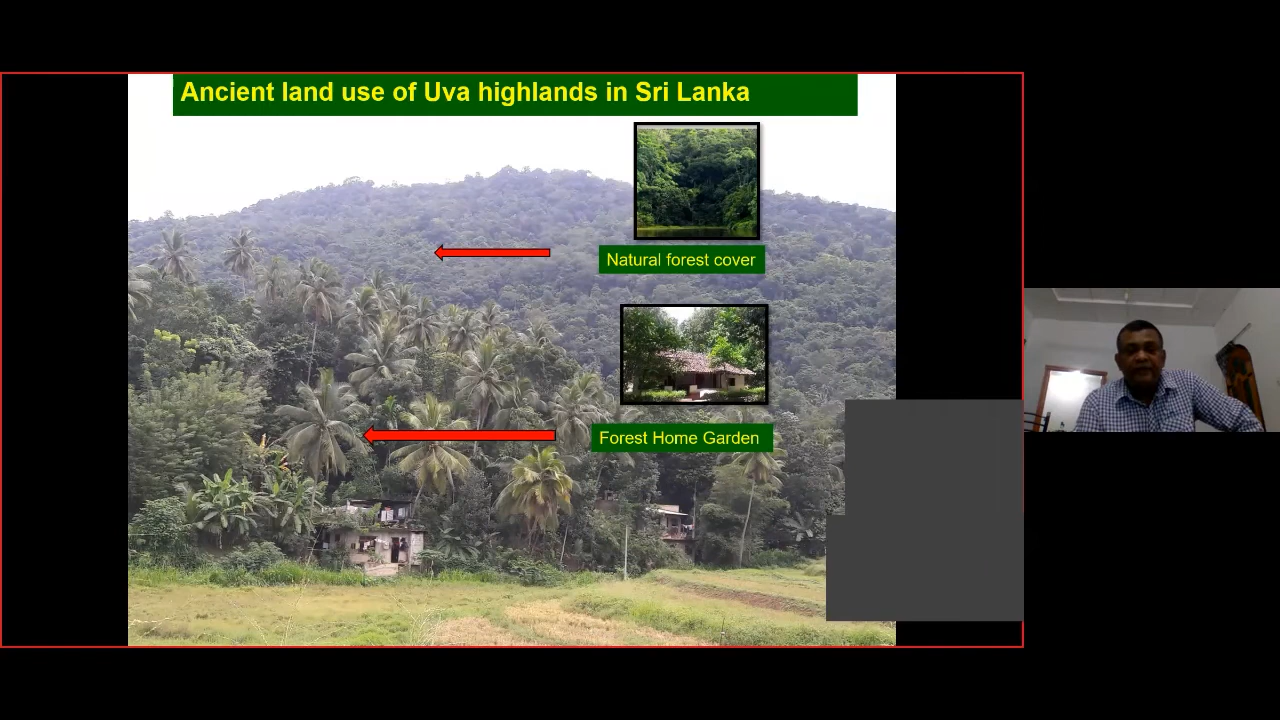 Ancient land use of Uva highlands in Sri Lanka
Natural forest cover
Forest Home Garden